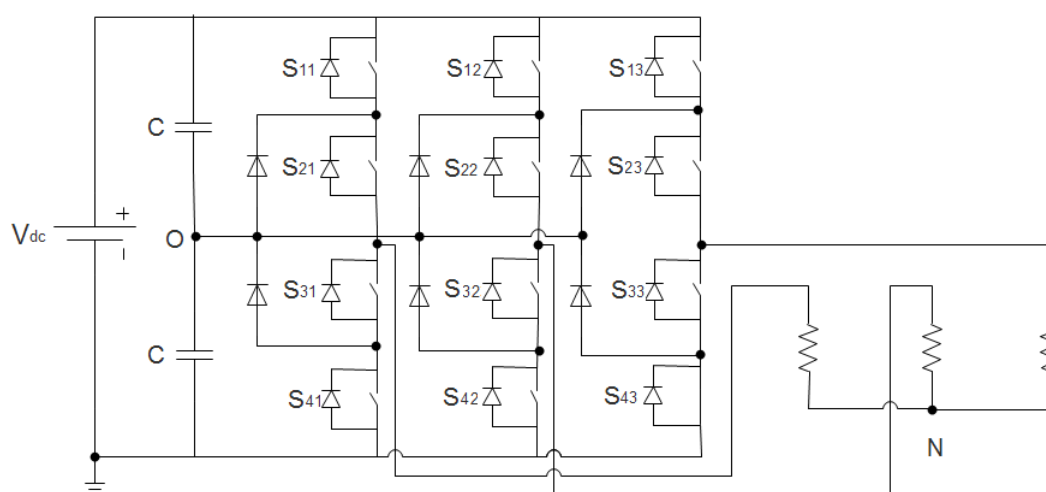 S11
S12
S13
C
S21
S22
S23
+
Vdc
O
-
S31
S32
S33
C
S41
S42
S43
N